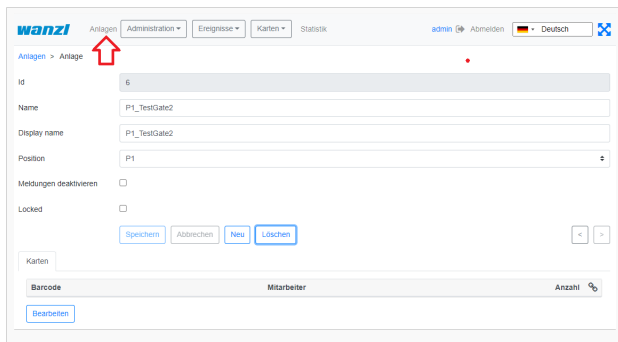 wanzl Anlagen Administration Ereignisse Karten Statistik admin Abmelden Deutsch
Anlagen > Anlage
Id 6
Name P1_TestGate2
Display name P1_TestGate2
Position P1
Meldungen deaktivieren
Locked
Speichern Abbrechen Neu Löschen < >
Karten
Barcode Mitarbeiter Anzahl
Bearbeiten